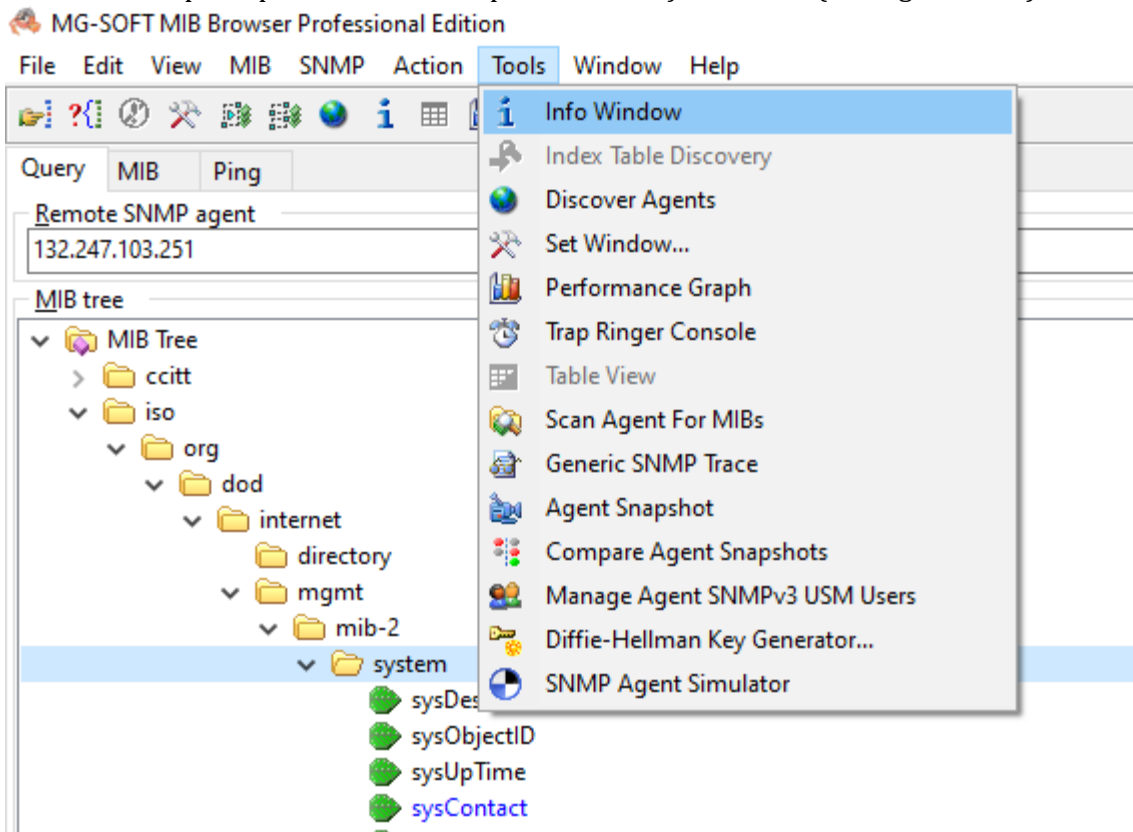 MG-SOFT MIB Browser Professional Edition
File Edit View MIB SNMP Action Tools Window Help
Query MIB Ping
Remote SNMP agent
132.247.103.251
MIB tree
MIB Tree
ccitt
iso
org
dod
internet
directory
mgmt
mib-2
system
sysDes
sysObjectID
sysUpTime
sysContact
Info Window
Index Table Discovery
Discover Agents
Set Window...
Performance Graph
Trap Ringer Console
Table View
Scan Agent For MIBs
Generic SNMP Trace
Agent Snapshot
Compare Agent Snapshots
Manage Agent SNMPv3 USM Users
Diffie-Hellman Key Generator...
SNMP Agent Simulator